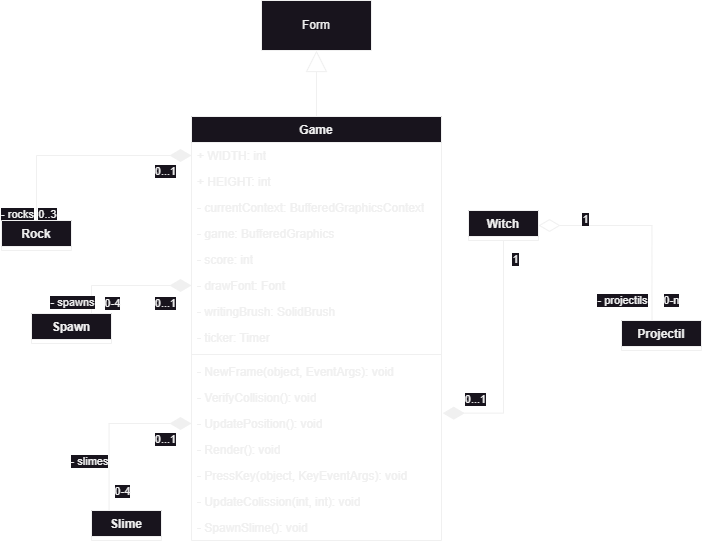 Form
Game
+ WIDTH: int
+ HEIGHT: int
- currentContext: BufferedGraphicsContext
- game: BufferedGraphics
- score: int
- drawFont: Font
- writingBrush: SolidBrush
- ticker: Timer
- NewFrame(object, EventArgs): void
- VerifyCollision(): void
- UpdatePosition(): void
- Render(): void
- PressKey(object, KeyEventArgs): void
- UpdateColission(int, int): void
- SpawnSlime(): void
0...1
- rocks 0..3
Rock
- spawns 0-4 0...1
Spawn
0...1
- slimes
0-4
Slime
Witch
1
1
0...1
- projectils 0-n
Projectil